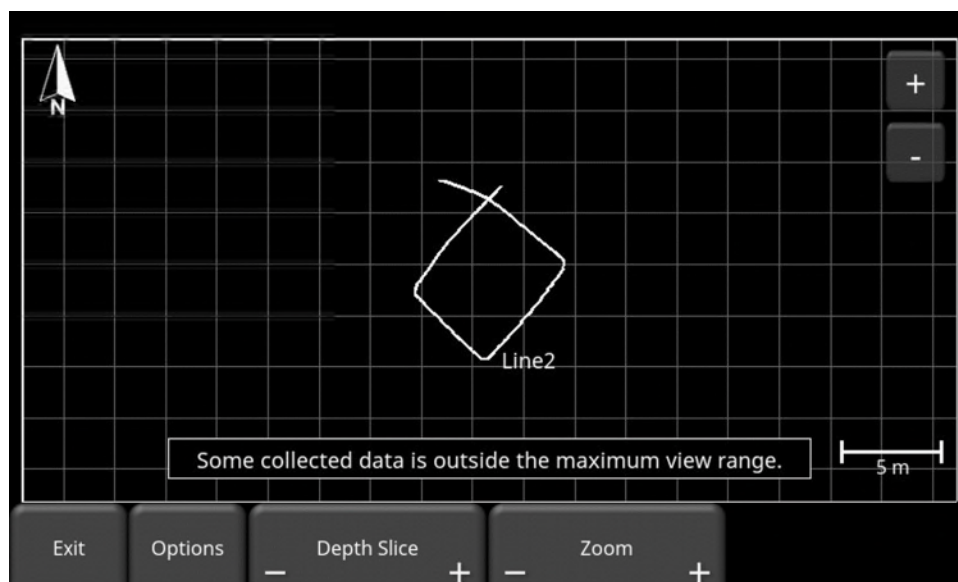 N
+
-
Line2
Some collected data is outside the maximum view range.
5 m
Exit
Options
Depth Slice
− +
Zoom
− +